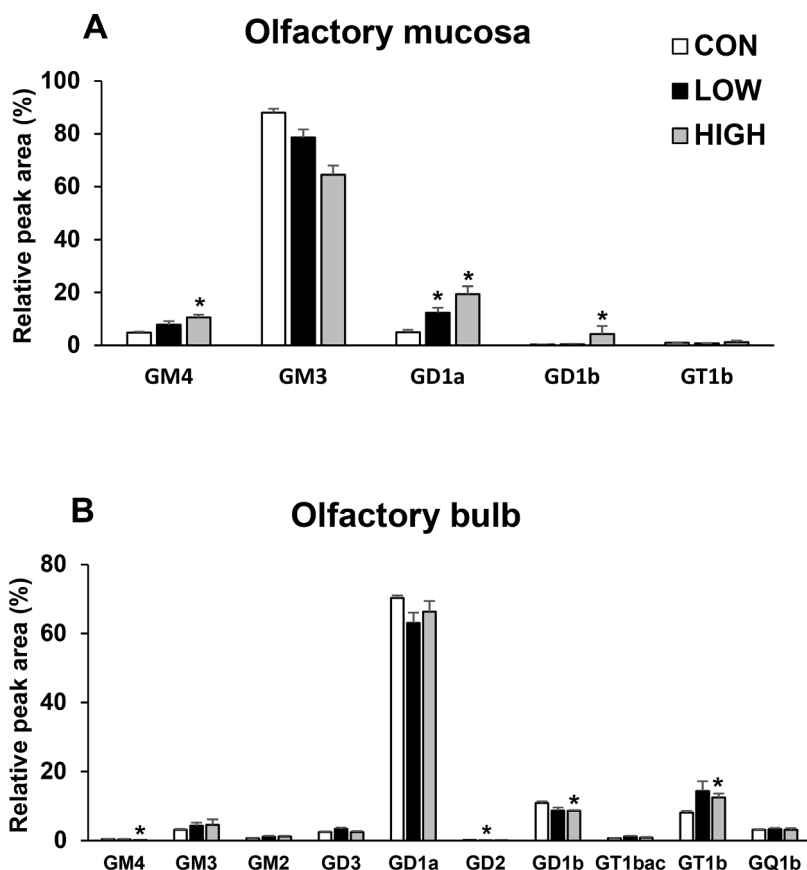 A
Olfactory mucosa
CON
LOW
HIGH
Relative peak area (%)
100
80
60
40
20
0
*
*
*
*
GM4 GM3 GD1a GD1b GT1b
B
Olfactory bulb
Relative peak area (%)
80
60
40
20
0
*
*
*
*
GM4 GM3 GM2 GD3 GD1a GD2 GD1b GT1bac GT1b GQ1b